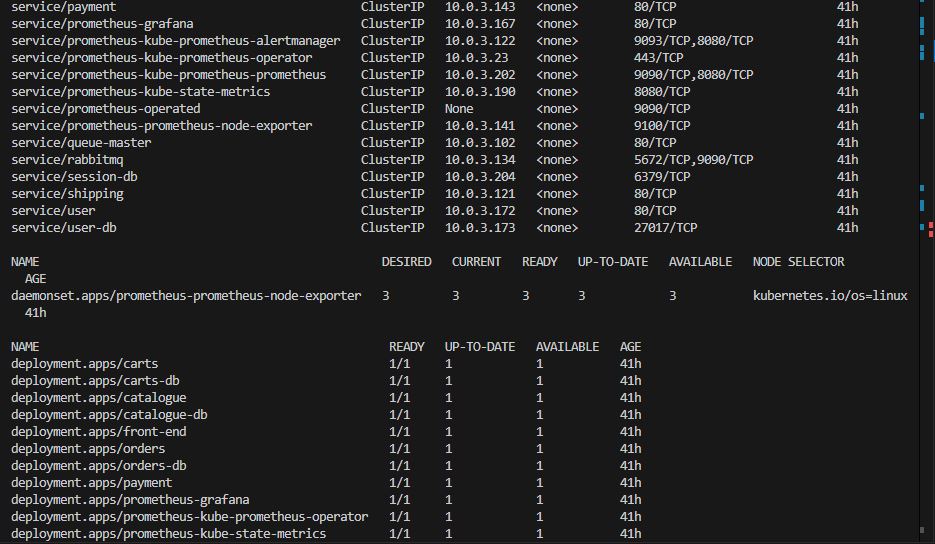 service/payment ClusterIP 10.0.3.143 <none> 80/TCP 41h
service/prometheus-grafana ClusterIP 10.0.3.167 <none> 80/TCP 41h
service/prometheus-kube-prometheus-alertmanager ClusterIP 10.0.3.122 <none> 9093/TCP,8080/TCP 41h
service/prometheus-kube-prometheus-operator ClusterIP 10.0.3.23 <none> 443/TCP 41h
service/prometheus-kube-prometheus-prometheus ClusterIP 10.0.3.202 <none> 9090/TCP,8080/TCP 41h
service/prometheus-kube-state-metrics ClusterIP 10.0.3.190 <none> 8080/TCP 41h
service/prometheus-operated ClusterIP None <none> 9090/TCP 41h
service/prometheus-prometheus-node-exporter ClusterIP 10.0.3.141 <none> 9100/TCP 41h
service/queue-master ClusterIP 10.0.3.102 <none> 80/TCP 41h
service/rabbitmq ClusterIP 10.0.3.134 <none> 5672/TCP,9090/TCP 41h
service/session-db ClusterIP 10.0.3.204 <none> 6379/TCP 41h
service/shipping ClusterIP 10.0.3.121 <none> 80/TCP 41h
service/user ClusterIP 10.0.3.172 <none> 80/TCP 41h
service/user-db ClusterIP 10.0.3.173 <none> 27017/TCP 41h
NAME DESIRED CURRENT READY UP-TO-DATE AVAILABLE NODE SELECTOR
AGE
daemonset.apps/prometheus-prometheus-node-exporter 3 3 3 3 3 kubernetes.io/os=linux
41h
NAME READY UP-TO-DATE AVAILABLE AGE
deployment.apps/carts 1/1 1 1 41h
deployment.apps/carts-db 1/1 1 1 41h
deployment.apps/catalogue 1/1 1 1 41h
deployment.apps/catalogue-db 1/1 1 1 41h
deployment.apps/front-end 1/1 1 1 41h
deployment.apps/orders 1/1 1 1 41h
deployment.apps/orders-db 1/1 1 1 41h
deployment.apps/payment 1/1 1 1 41h
deployment.apps/prometheus-grafana 1/1 1 1 41h
deployment.apps/prometheus-kube-prometheus-operator 1/1 1 1 41h
deployment.apps/prometheus-kube-state-metrics 1/1 1 1 41h